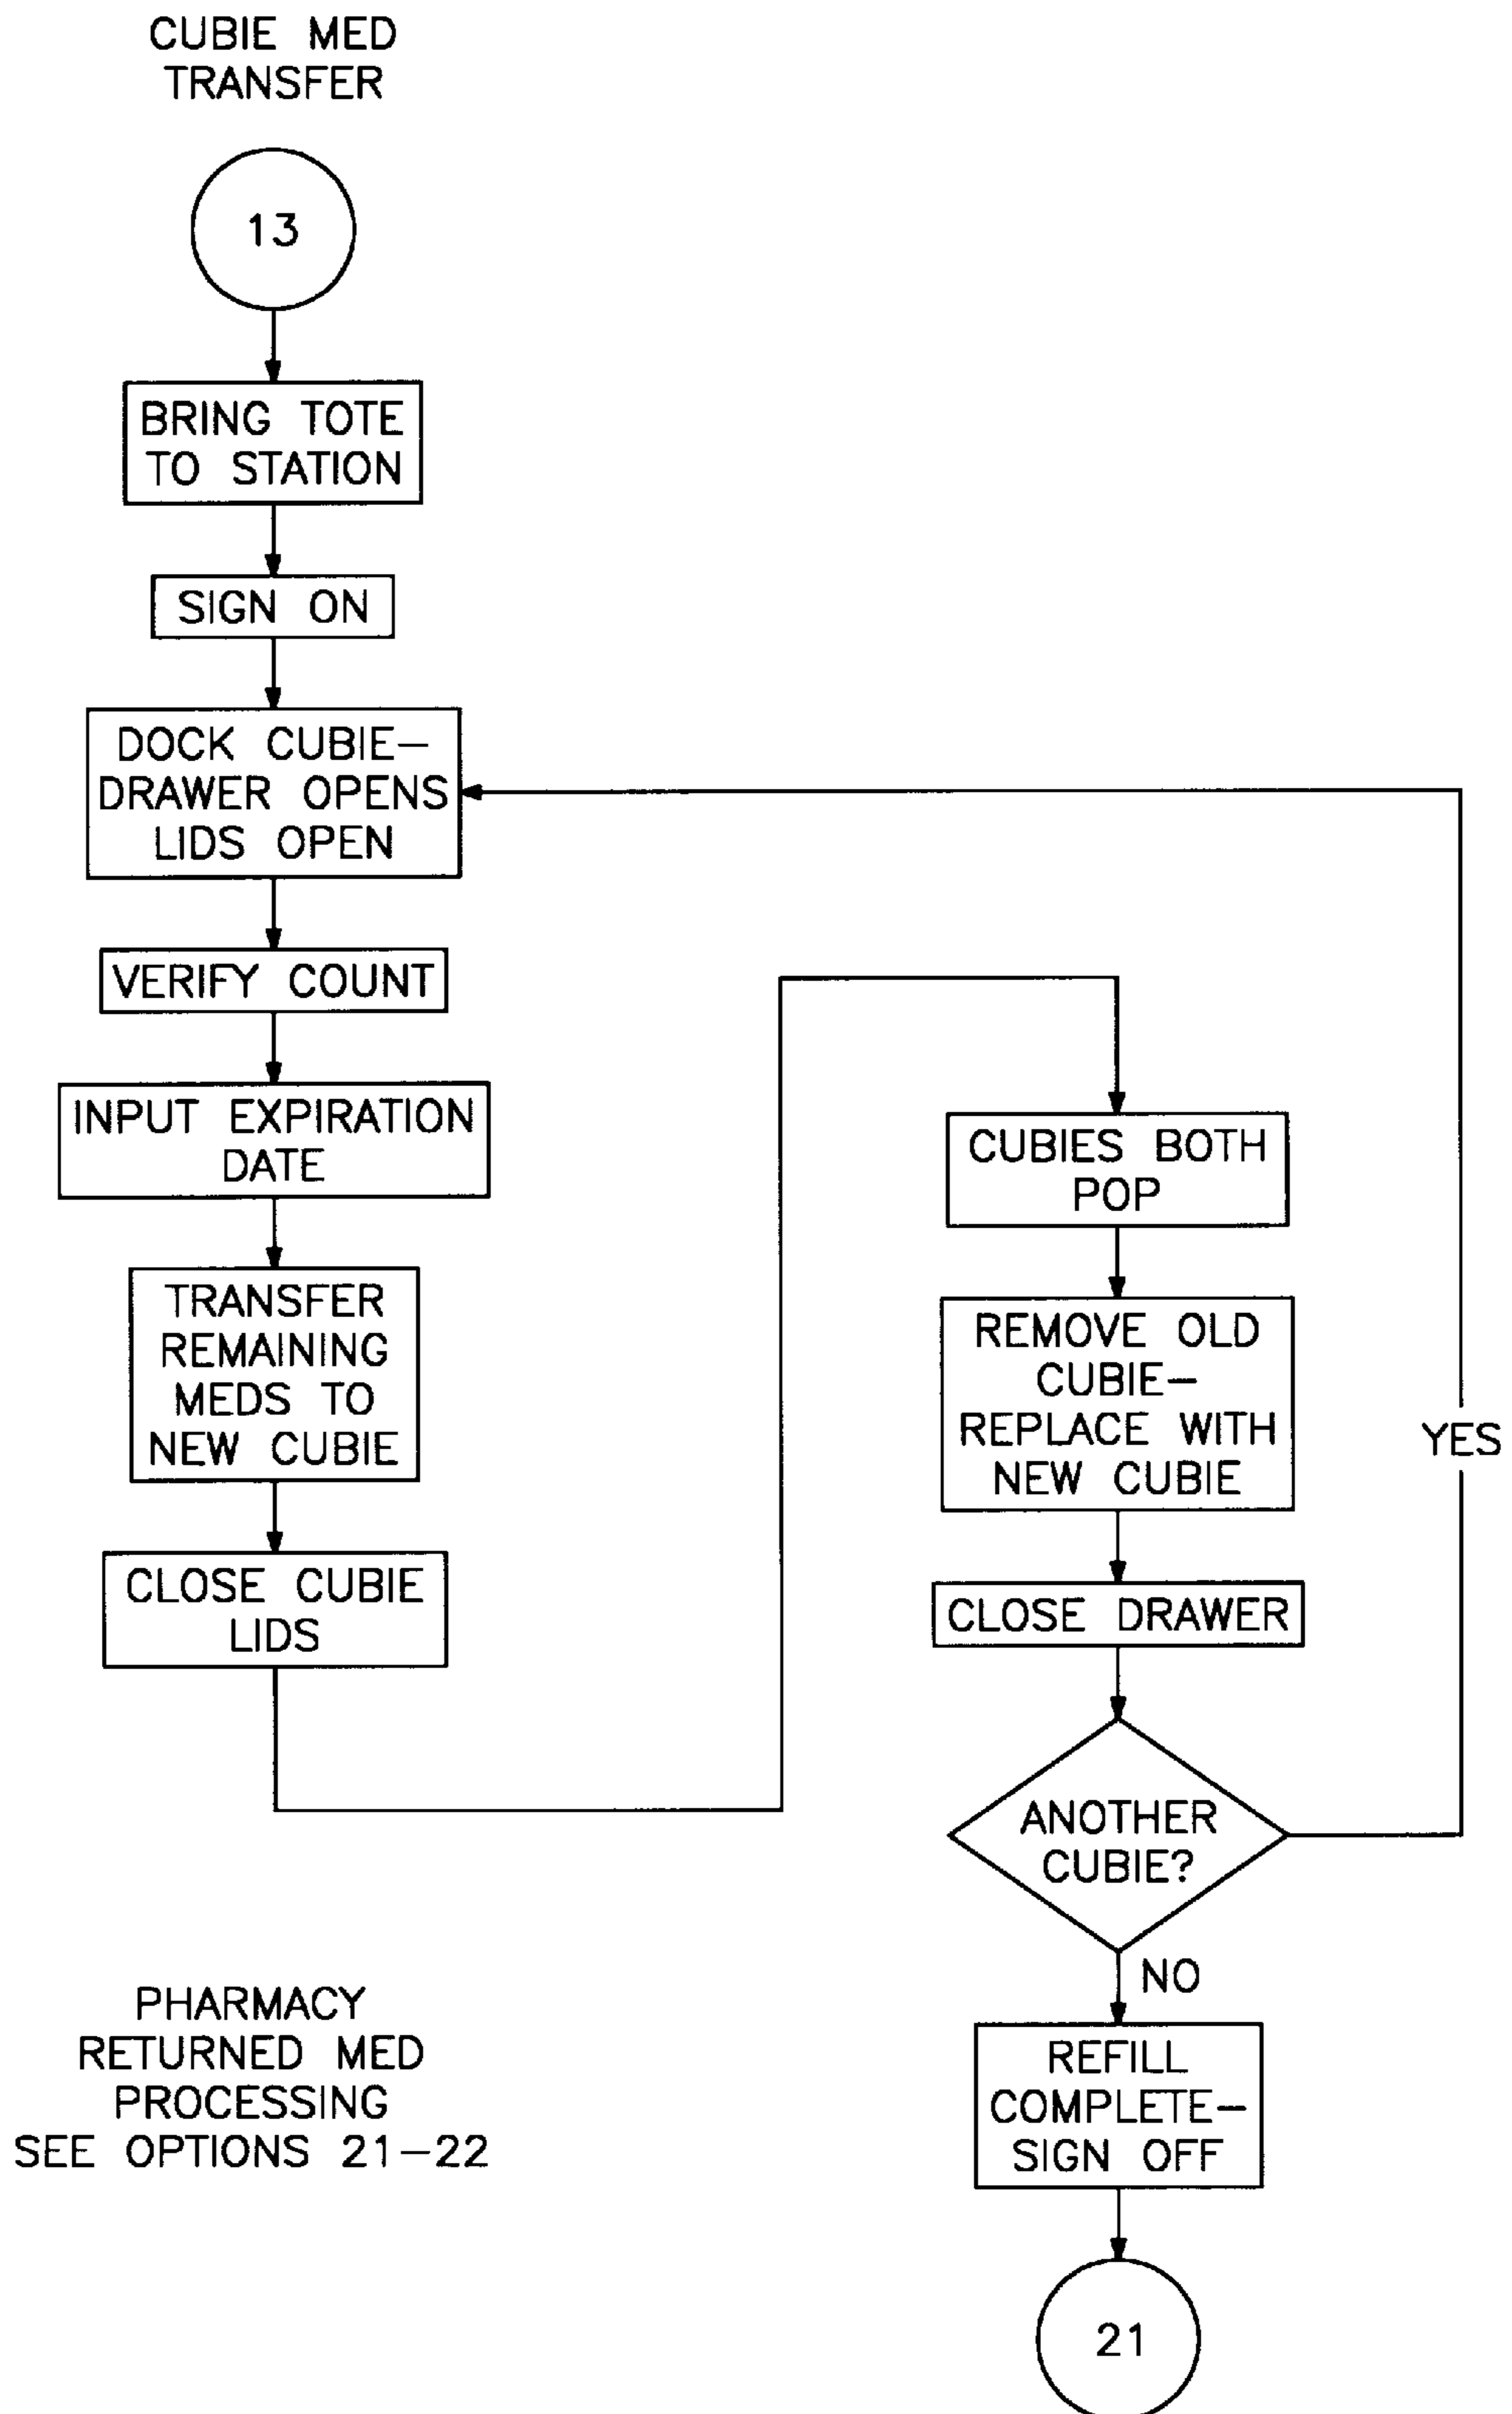 CUBIE MED
TRANSFER
13
BRING TOTE
TO STATION
SIGN ON
DOCK CUBIE-
DRAWER OPENS
LIDS OPEN
VERIFY COUNT
INPUT EXPIRATION
DATE
TRANSFER
REMAINING
MEDS TO
NEW CUBIE
CLOSE CUBIE
LIDS
CUBIES BOTH
POP
REMOVE OLD
CUBIE-
REPLACE WITH
NEW CUBIE
CLOSE DRAWER
ANOTHER
CUBIE?
YES
NO
REFILL
COMPLETE-
SIGN OFF
21
PHARMACY
RETURNED MED
PROCESSING
SEE OPTIONS 21-22